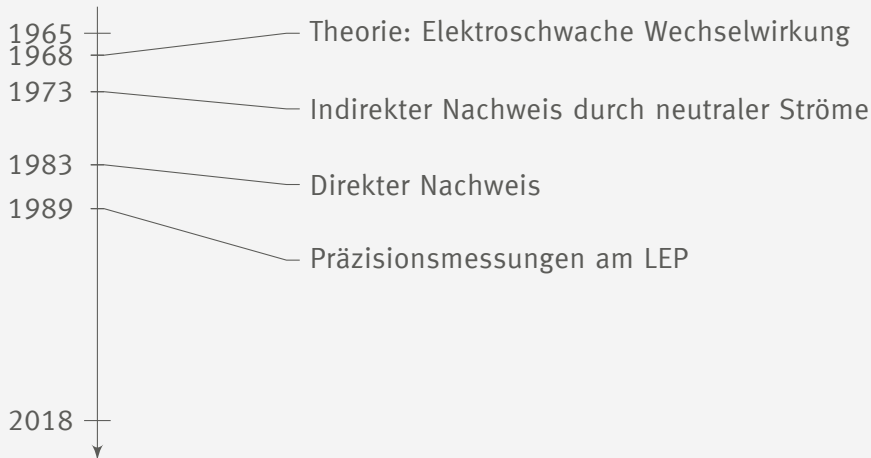 1965
1968 Theorie: Elektroschwache Wechselwirkung
1973 Indirekter Nachweis durch neutraler Ströme
1983 Direkter Nachweis
1989 Präzisionsmessungen am LEP
2018